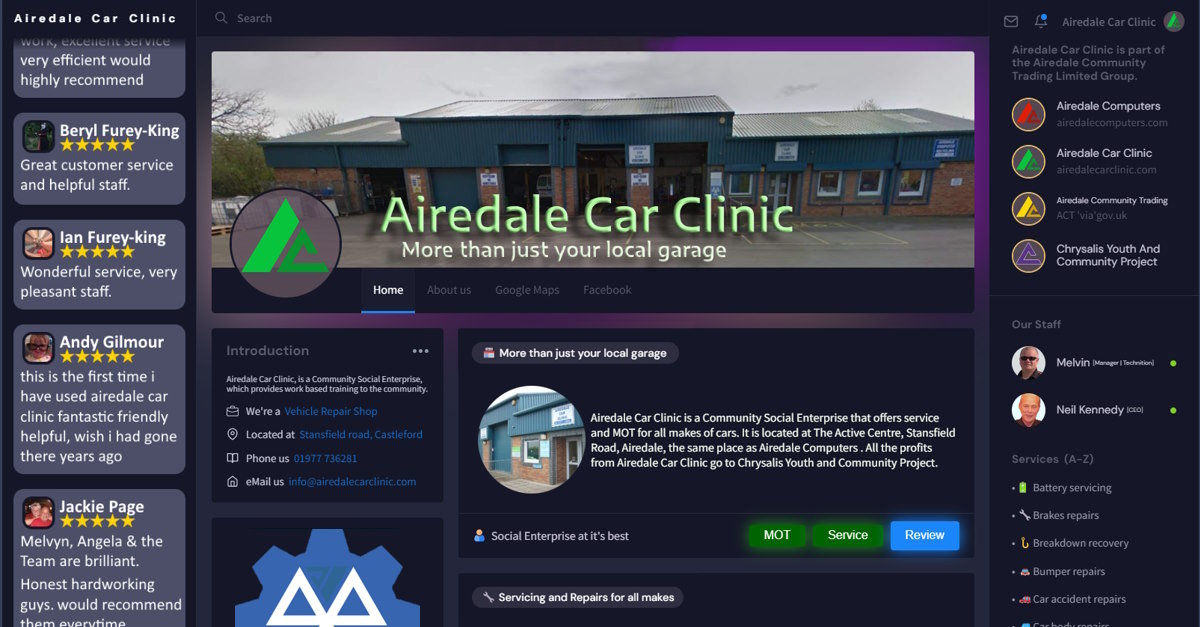 Airedale Car Clinic
work, excellent service
very efficient would
highly recommend
Beryl Furey-King
Great customer service
and helpful staff.
Ian Furey-king
Wonderful service, very
pleasant staff.
Andy Gilmour
this is the first time i
have used airedale car
clinic fantastic friendly
helpful, wish i had gone
there years ago
Jackie Page
Melvyn, Angela & the
Team are brilliant.
Honest hardworking
guys. would recommend
them everytime
Search
Airedale Car Clinic
More than just your local garage
Home
About us
Google Maps
Facebook
Introduction
Airedale Car Clinic, is a Community Social Enterprise,
which provides work based training to the community.
We're a Vehicle Repair Shop
Located at Stansfield road, Castleford
Phone us 01977 736281
eMail us info@airedalecarclinic.com
More than just your local garage
Airedale Car Clinic is a Community Social Enterprise that offers service
and MOT for all makes of cars. It is located at The Active Centre, Stansfield
Road, Airedale, the same place as Airedale Computers . All the profits
from Airedale Car Clinic go to Chrysalis Youth and Community Project.
Social Enterprise at it's best
MOT
Service
Review
Servicing and Repairs for all makes
Airedale Car Clinic
Airedale Car Clinic is part of
the Airedale Community
Trading Limited Group.
Airedale Computers
airedalecomputers.com
Airedale Car Clinic
airedalecarclinic.com
Airedale Community Trading
ACT 'via'gov.uk
Chrysalis Youth And
Community Project
Our Staff
Melvin [Manager | Technition]
Neil Kennedy [CEO]
Services (A-Z)
• Battery servicing
• Brakes repairs
• Breakdown recovery
• Bumper repairs
• Car accident repairs
• Car body repairs